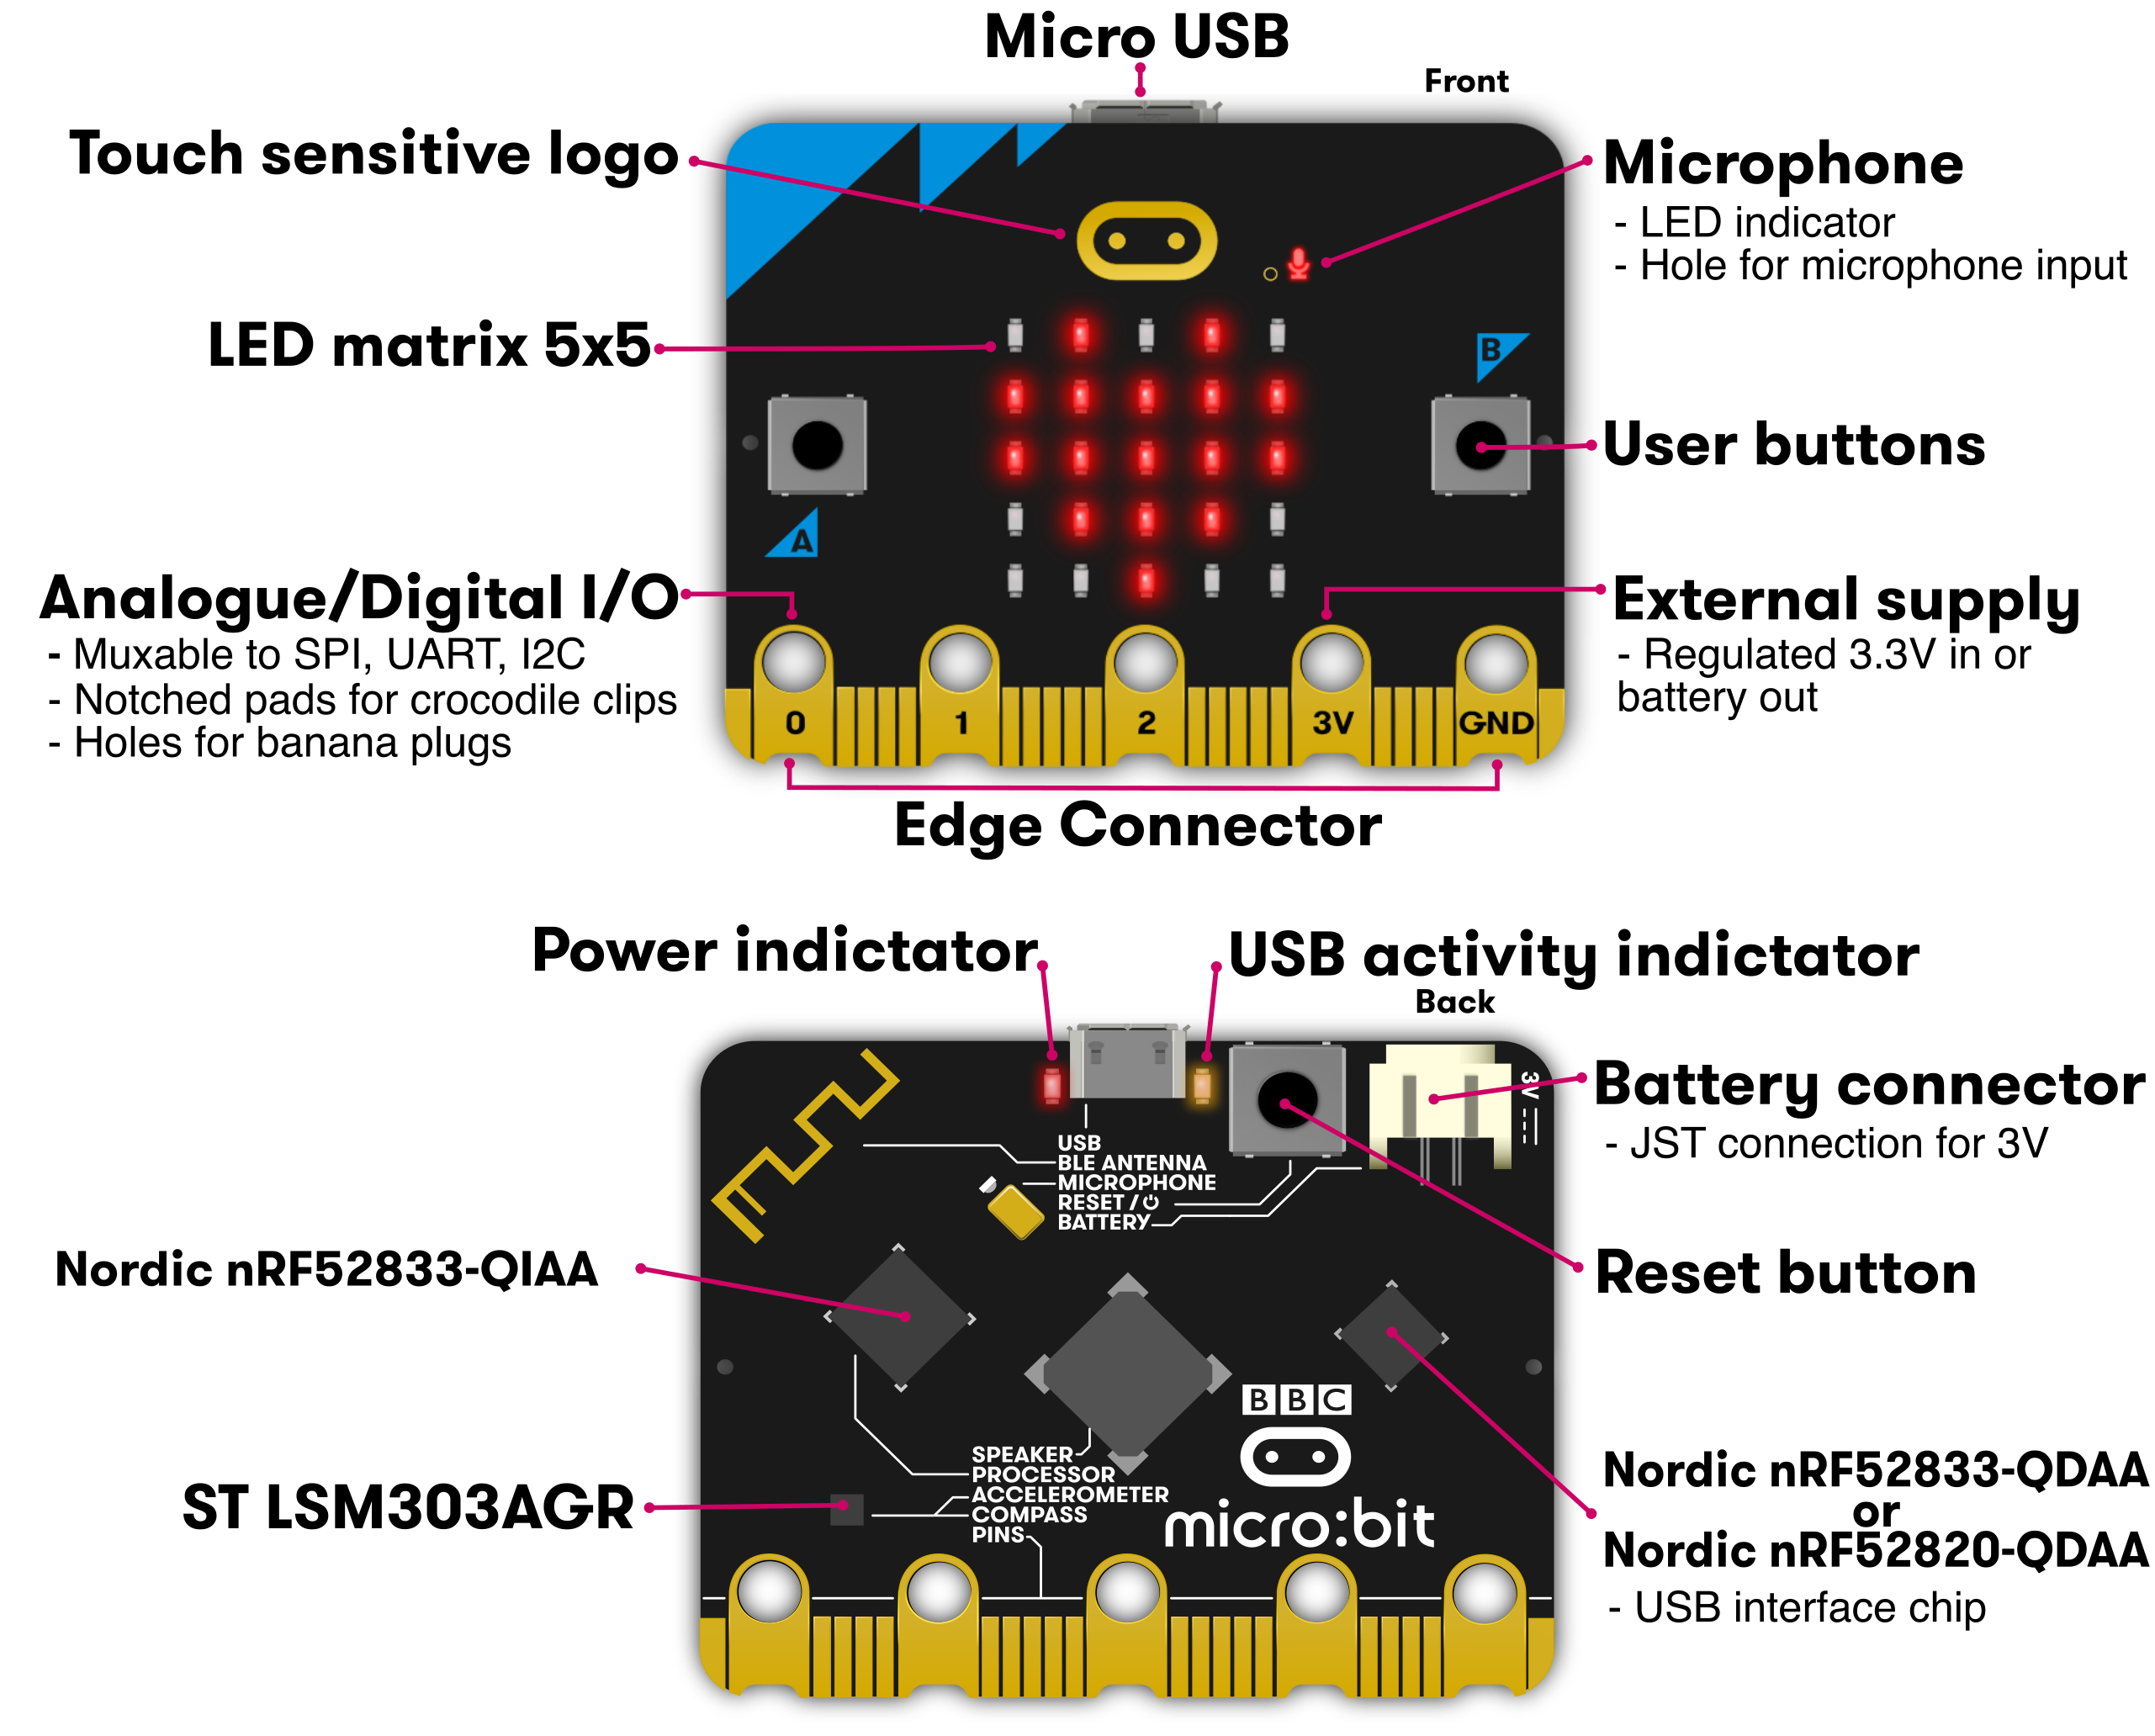 Micro USB
Front
Touch sensitive logo
Microphone
- LED indicator
- Hole for microphone input
LED matrix 5x5
B
User buttons
A
Analogue/Digital I/O
- Muxable to SPI, UART, I2C
- Notched pads for crocodile clips
- Holes for banana plugs
External supply
- Regulated 3.3V in or
battery out
0 1 2 3V GND
Edge Connector
Power indictator
USB activity indictator
Back
Battery connector
- JST connection for 3V
3V
USB
BLE ANTENNA
MICROPHONE
RESET /
BATTERY
Nordic nRF52833-QIAA
Reset button
BBC
SPEAKER
PROCESSOR
ACCELEROMETER
COMPASS
PINS
micro:bit
ST LSM303AGR
Nordic nRF52833-QDAA
or
Nordic nRF52820-QDAA
- USB interface chip